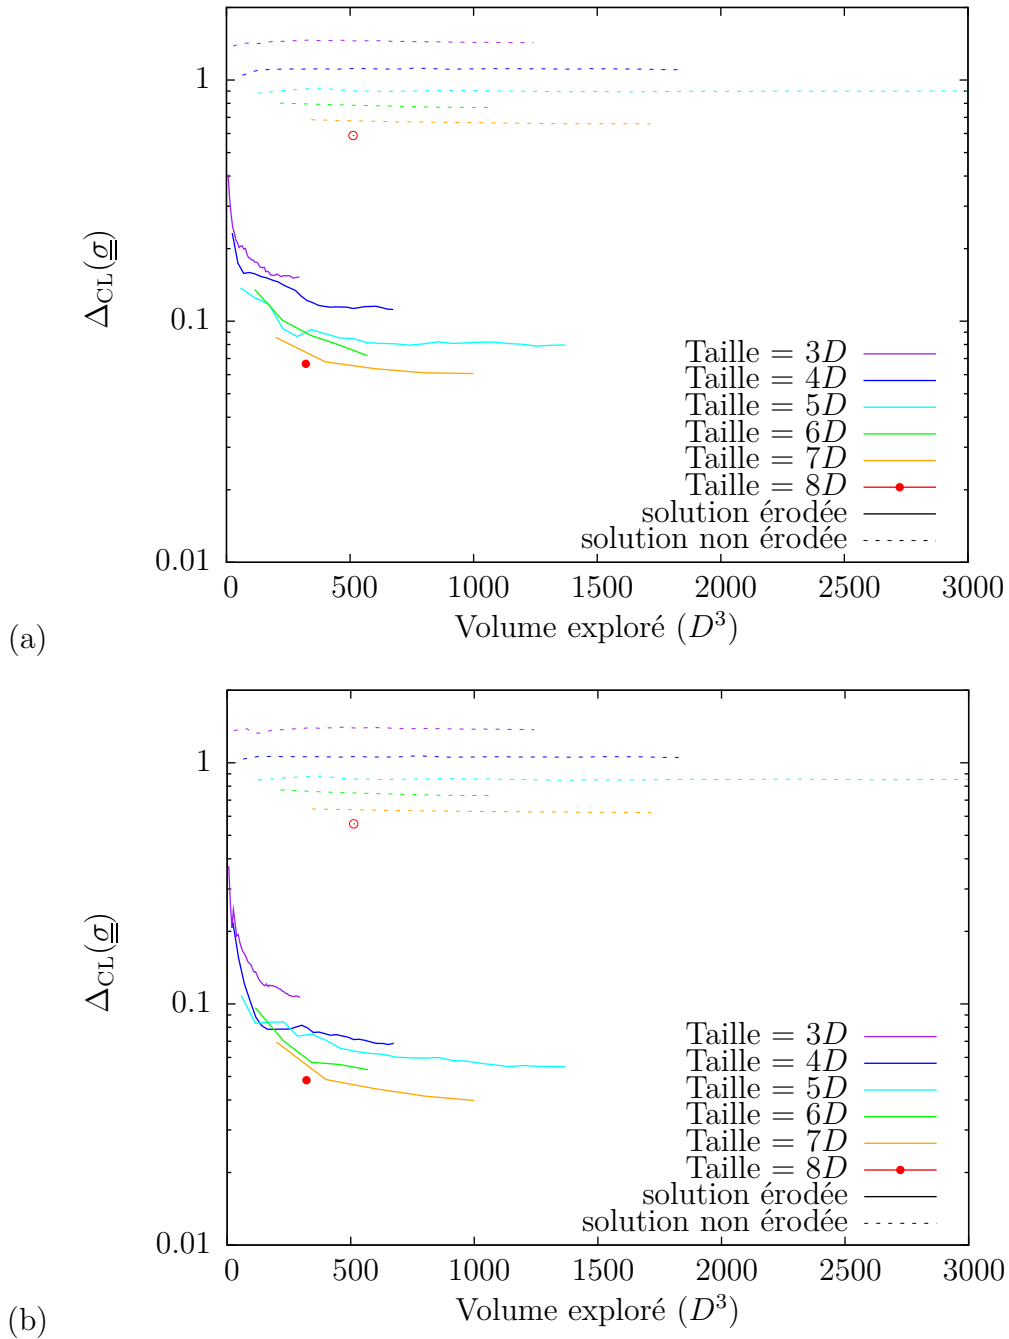 1
0.1
0.01
Δ_CL(σ)
0 500 1000 1500 2000 2500 3000
Volume exploré (D³)
Taille = 3D
Taille = 4D
Taille = 5D
Taille = 6D
Taille = 7D
Taille = 8D
solution érodée
solution non érodée
(a)
1
0.1
0.01
Δ_CL(σ)
0 500 1000 1500 2000 2500 3000
Volume exploré (D³)
Taille = 3D
Taille = 4D
Taille = 5D
Taille = 6D
Taille = 7D
Taille = 8D
solution érodée
solution non érodée
(b)